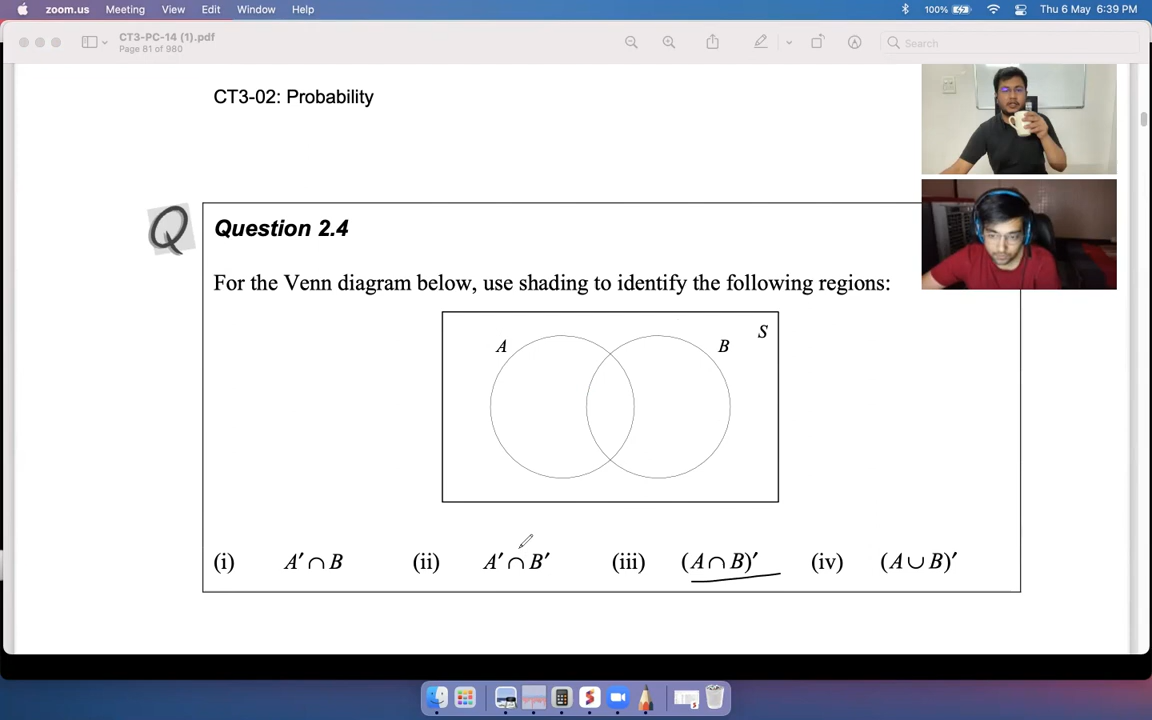 zoom.us Meeting View Edit Window Help 100% Thu 6 May 6:39 PM
CT3-PC-14 (1).pdf
Page 81 of 980
Search
CT3-02: Probability
Q
Question 2.4
For the Venn diagram below, use shading to identify the following regions:
A B S
(i) A′ ∩ B (ii) A′ ∩ B′ (iii) (A ∩ B)′ (iv) (A ∪ B)′